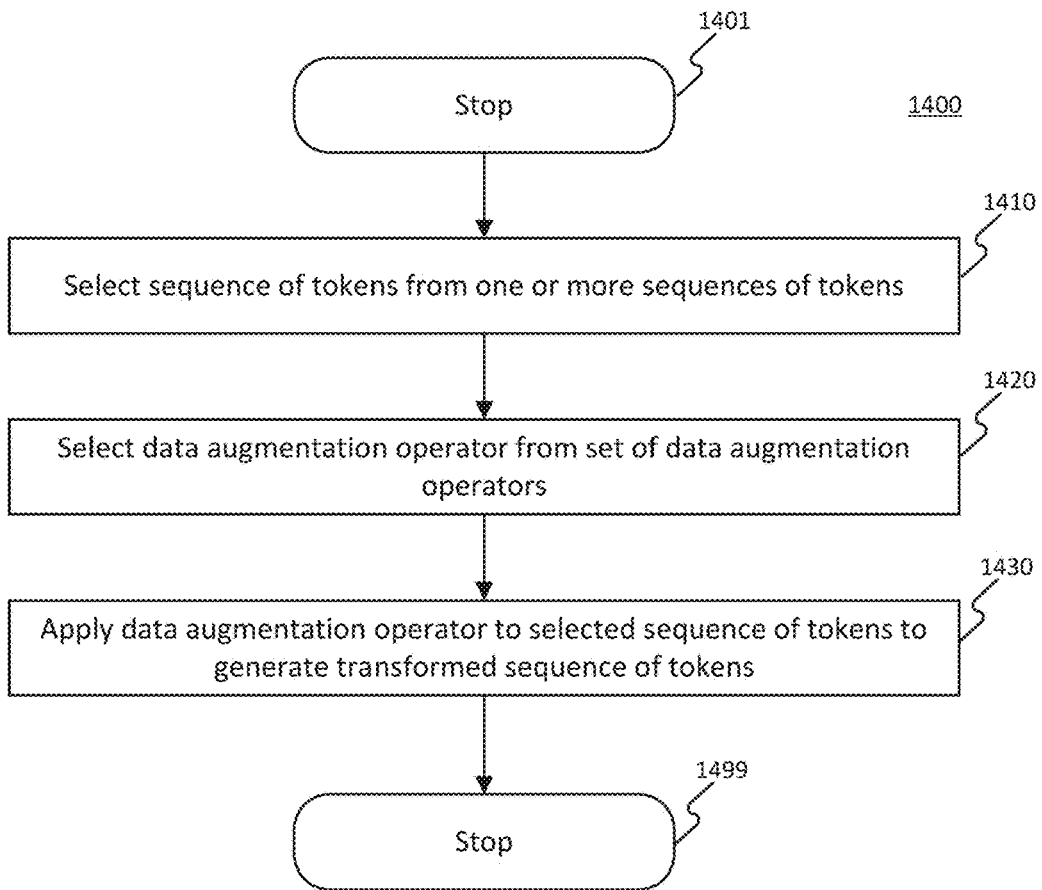 1401
Stop
1400
1410
Select sequence of tokens from one or more sequences of tokens
1420
Select data augmentation operator from set of data augmentation
operators
1430
Apply data augmentation operator to selected sequence of tokens to
generate transformed sequence of tokens
1499
Stop